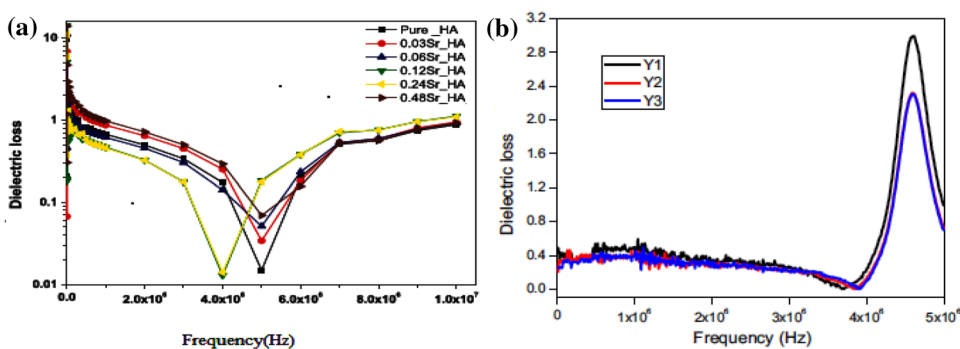 (a)
Dielectric loss
10
1
0.1
0.01
Pure _HA
0.03Sr_HA
0.06Sr_HA
0.12Sr_HA
0.24Sr_HA
0.48Sr_HA
0.0 2.0x10⁶ 4.0x10⁶ 6.0x10⁶ 8.0x10⁶ 1.0x10⁷
Frequency(Hz)
(b)
Dielectric loss
3.2
2.8
2.4
2.0
1.6
1.2
0.8
0.4
0.0
Y1
Y2
Y3
0 1x10⁶ 2x10⁶ 3x10⁶ 4x10⁶ 5x10⁶
Frequency (Hz)